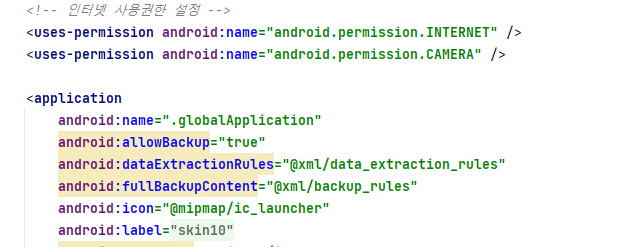 <!-- 인터넷 사용권한 설정 -->
<uses-permission android:name="android.permission.INTERNET" />
<uses-permission android:name="android.permission.CAMERA" />
<application
android:name=".globalApplication"
android:allowBackup="true"
android:dataExtractionRules="@xml/data_extraction_rules"
android:fullBackupContent="@xml/backup_rules"
android:icon="@mipmap/ic_launcher"
android:label="skin10"